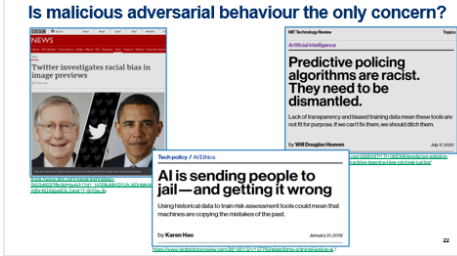 Is malicious adversarial behaviour the only concern?
BBC
NEWS
Twitter investigates racial bias in
image previews
MIT Technology Review
Topics
Artificial intelligence
Predictive policing
algorithms are racist.
They need to be
dismantled.
Lack of transparency and biased training data mean these tools are
not fit for purpose. If we can't fix them, we should ditch them.
by Will Douglas Heaven
July 17, 2020
Tech policy / AI Ethics
AI is sending people to
jail—and getting it wrong
Using historical data to train risk assessment tools could mean that
machines are copying the mistakes of the past.
by Karen Hao
January 21, 2019
22